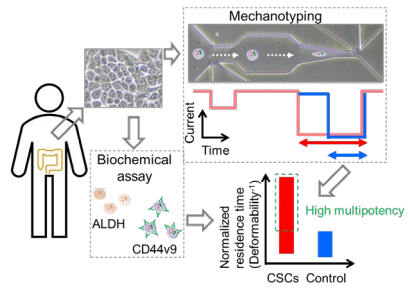 Mechanotyping
Current
Time
Biochemical
assay
ALDH
CD44v9
Normalized
residence time
(Deformability⁻¹)
High multipotency
CSCs
Control